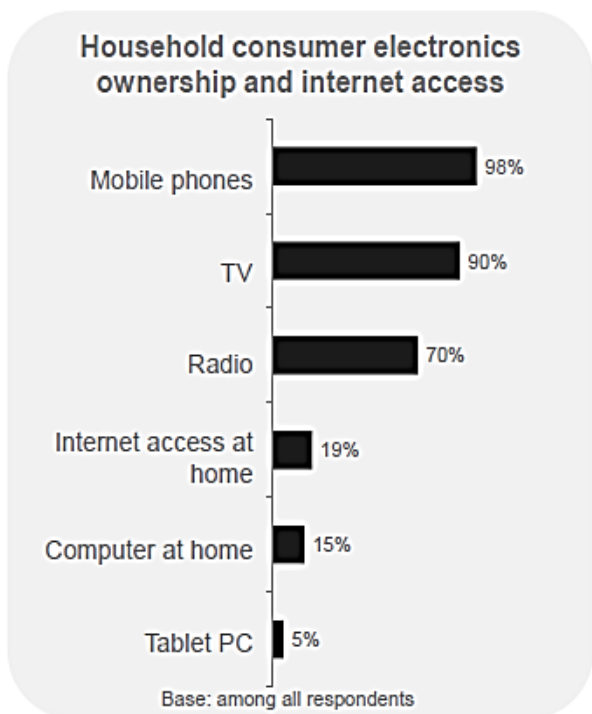 Household consumer electronics
ownership and internet access
Mobile phones 98%
TV 90%
Radio 70%
Internet access at
home 19%
Computer at home 15%
Tablet PC 5%
Base: among all respondents